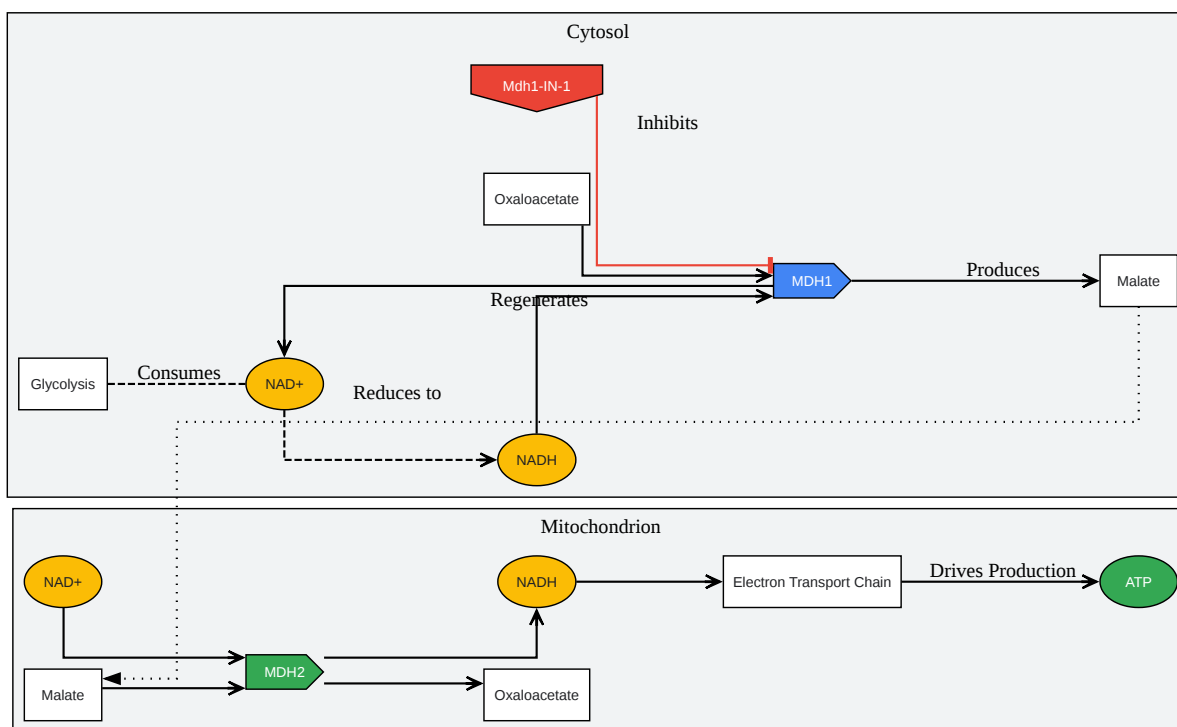 Cytosol
Mdh1-IN-1
Inhibits
Oxaloacetate
MDH1
Produces
Malate
Regenerates
Glycolysis
Consumes
NAD+
Reduces to
NADH
Mitochondrion
NAD+
NADH
Electron Transport Chain
Drives Production
ATP
MDH2
Malate
Oxaloacetate